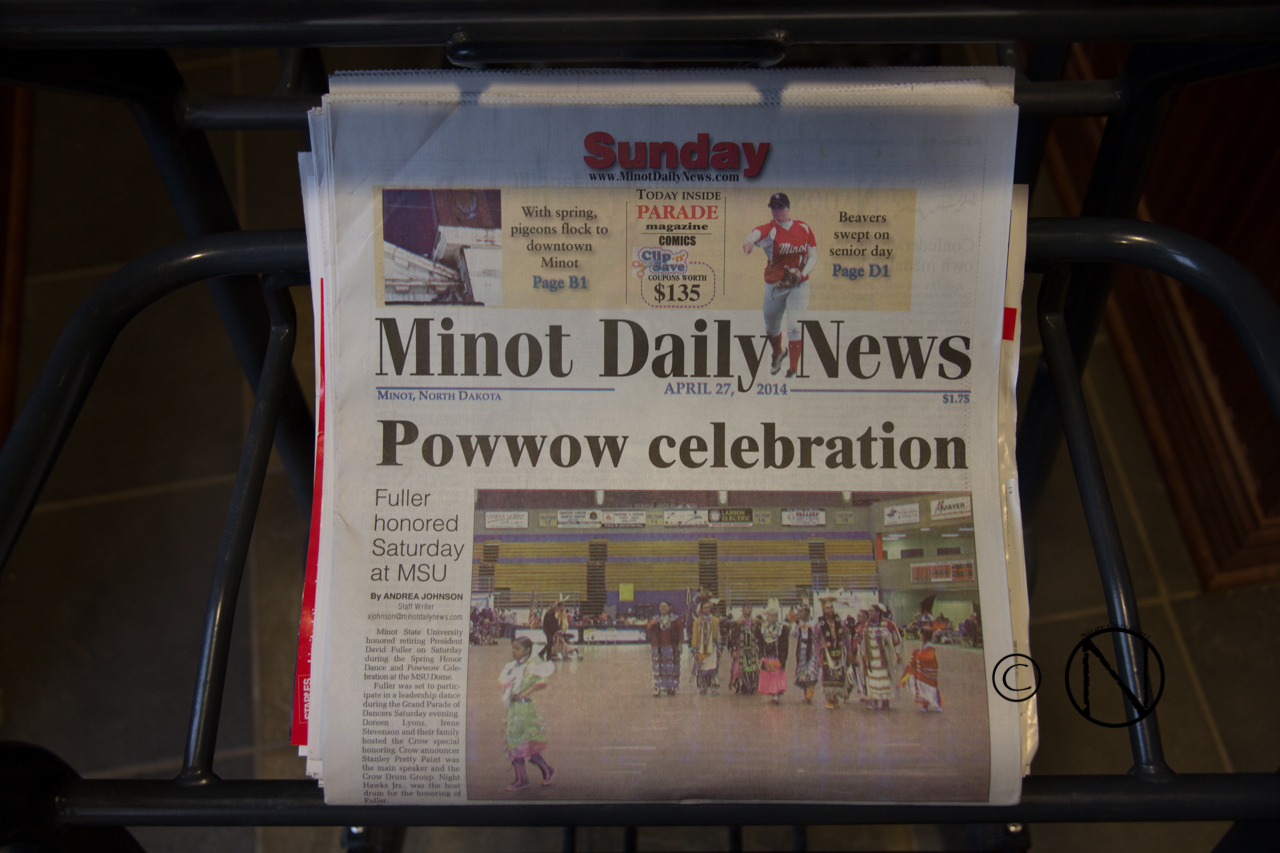 Sunday
www.MinotDailyNews.com
With spring,
pigeons flock to
downtown
Minot
Page B1
TODAY INSIDE
PARADE
magazine
COMICS
Clip 'n' Save
COUPONS WORTH
$135
Minot
Beavers
swept on
senior day
Page D1
Minot Daily News
MINOT, NORTH DAKOTA
APRIL 27, 2014
$1.75
Powwow celebration
Fuller
honored
Saturday
at MSU
By ANDREA JOHNSON
Staff Writer
ajohnson@minotdailynews.com
Minot State University
honored retiring President
David Fuller on Saturday
during the Spring Honor
Dance and Powwow Cele-
bration at the MSU Dome.
Fuller was set to partic-
ipate in a leadership dance
during the Grand Parade of
Dancers Saturday evening.
Doreen Lyons, Irene
Stevenson and their family
hosted the Crow special
honoring. Crow announcer
Stanley Pretty Paint was
the main speaker and the
Crow Drum Group, Night
Hawks Jrs., was the host
drum for the honoring of
Fuller.
STAPLES
MAYER
© N